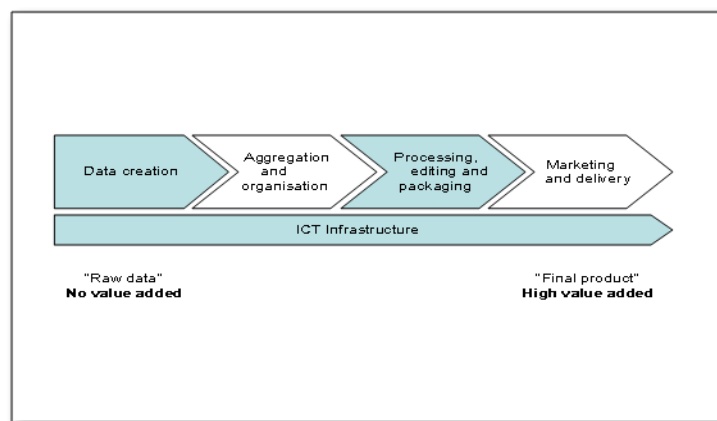 Data creation
Aggregation
and
organisation
Processing,
editing and
packaging
Marketing
and delivery
ICT Infrastructure
"Raw data"
No value added
"Final product"
High value added